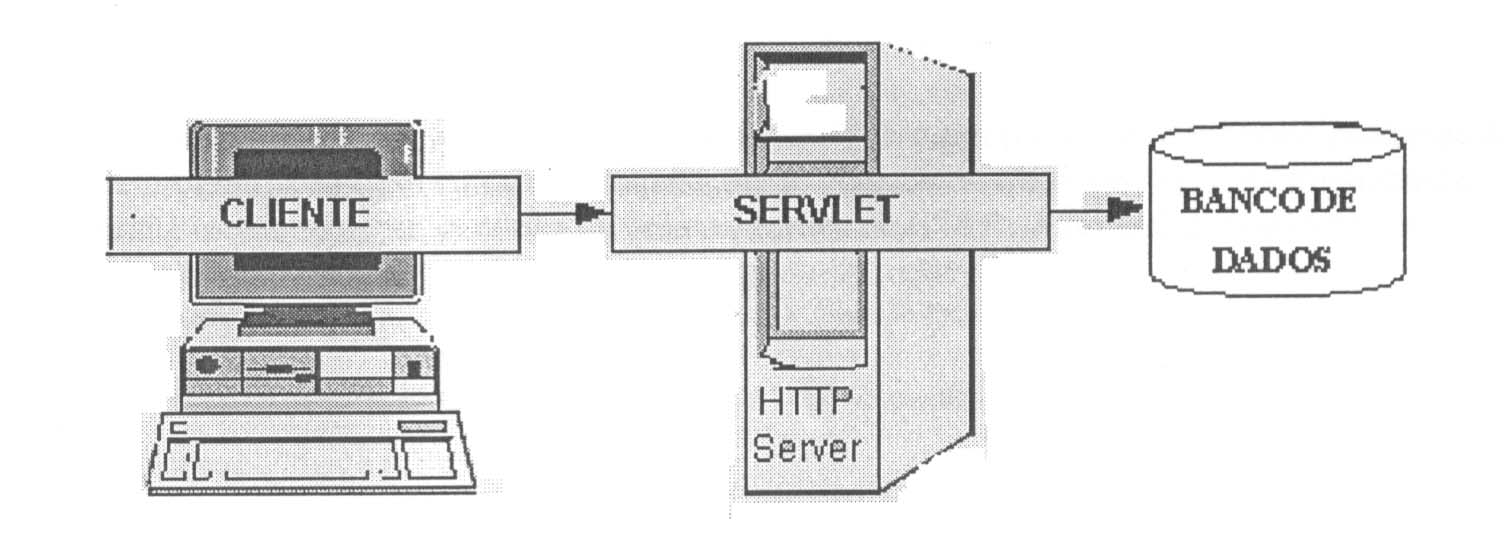 CLIENTE
SERVLET
BANCO DE
DADOS
HTTP
Server